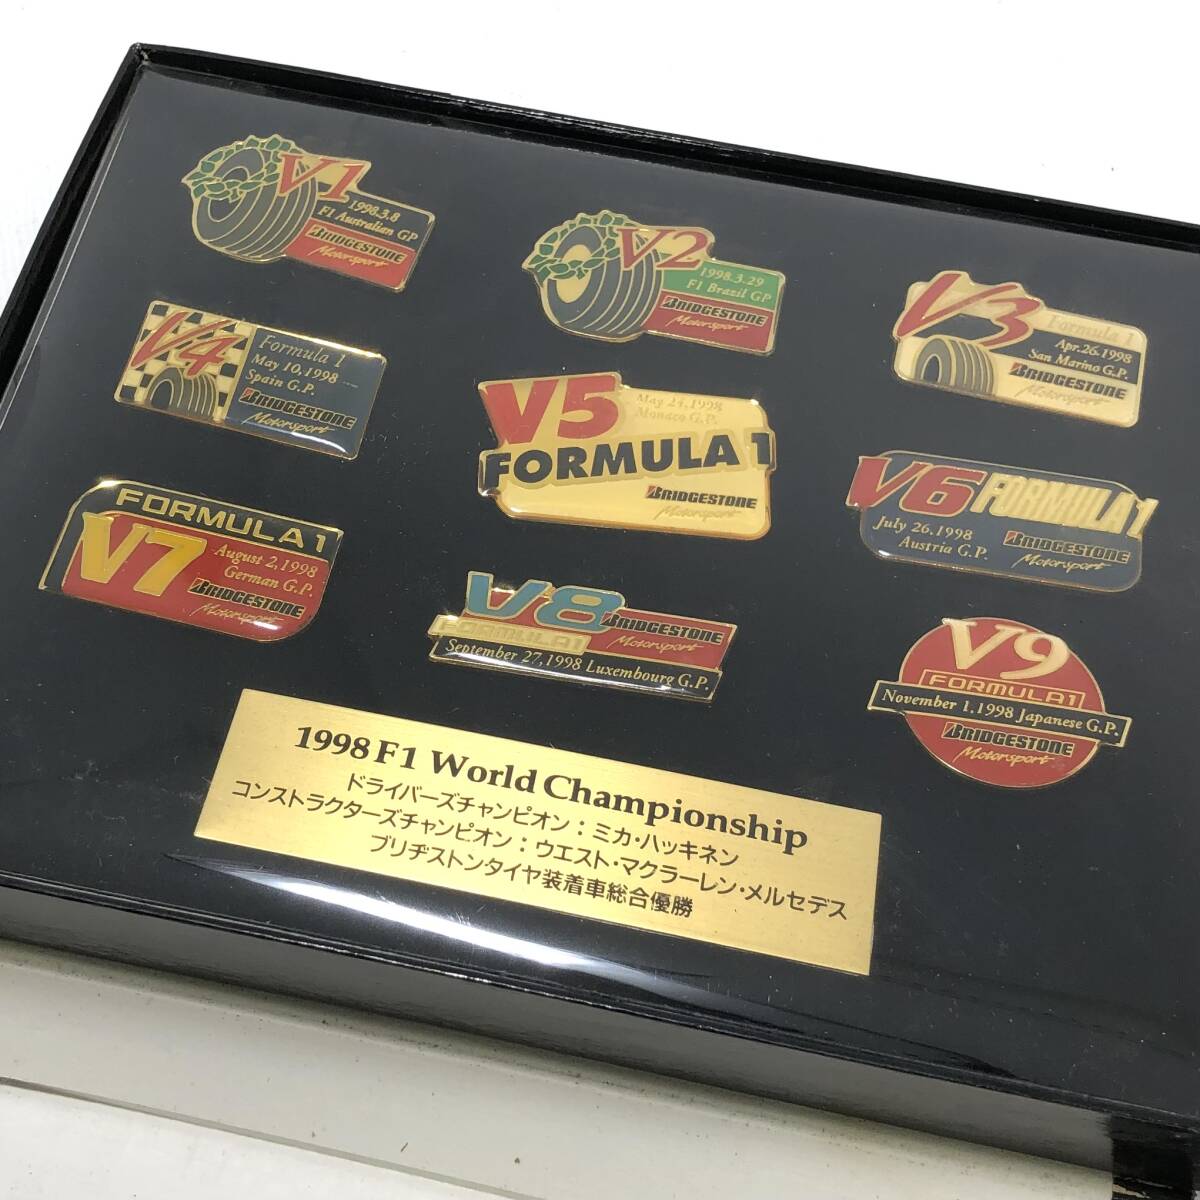 V1
1998.3.8
F1 Australian GP
BRIDGESTONE
Motorsport
V2
1998.3.29
F1 Brazil GP
BRIDGESTONE
Motorsport
V3
Formula 1
Apr.26.1998
San Marino G.P.
BRIDGESTONE
Motorsport
V4
Formula 1
May 10,1998
Spain G.P.
BRIDGESTONE
Motorsport
V5
May 24,1998
Monaco G.P.
FORMULA 1
BRIDGESTONE
Motorsport
V6 FORMULA 1
July 26.1998
Austria G.P.
BRIDGESTONE
Motorsport
FORMULA 1
V7
August 2,1998
German G.P.
BRIDGESTONE
Motorsport
V8
BRIDGESTONE
FORMULA 1
Motorsport
September 27,1998 Luxembourg G.P.
V9
FORMULA 1
November 1,1998 Japanese G.P.
BRIDGESTONE
Motorsport
1998 F1 World Championship
ドライバーズチャンピオン：ミカ・ハッキネン
コンストラクターズチャンピオン：ウエスト・マクラーレン・メルセデス
ブリヂストンタイヤ装着車総合優勝